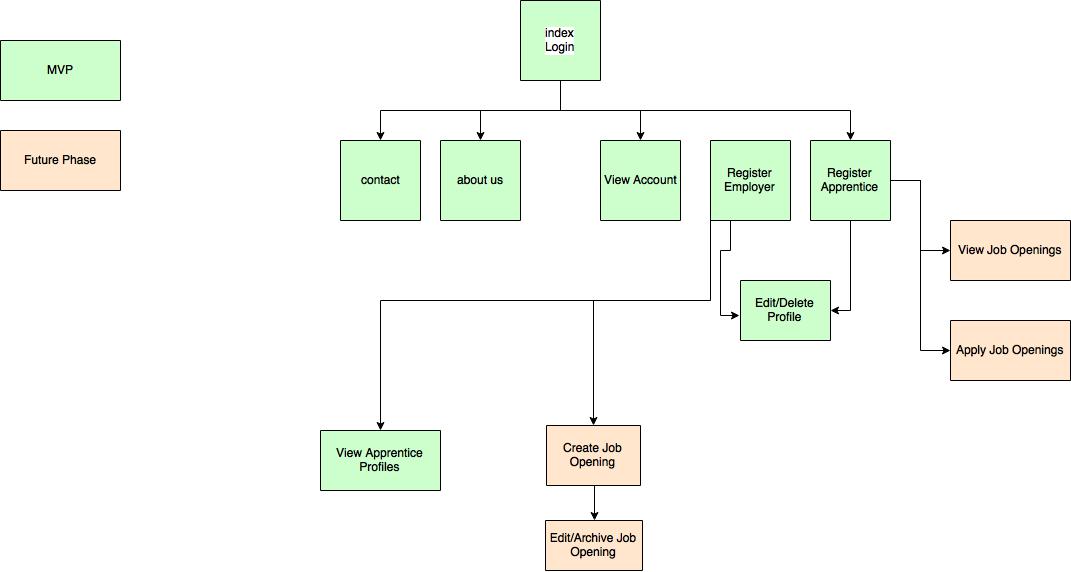 index
Login
MVP
Future Phase
contact
about us
View Account
Register
Employer
Register
Apprentice
View Job Openings
Edit/Delete
Profile
Apply Job Openings
View Apprentice
Profiles
Create Job
Opening
Edit/Archive Job
Opening